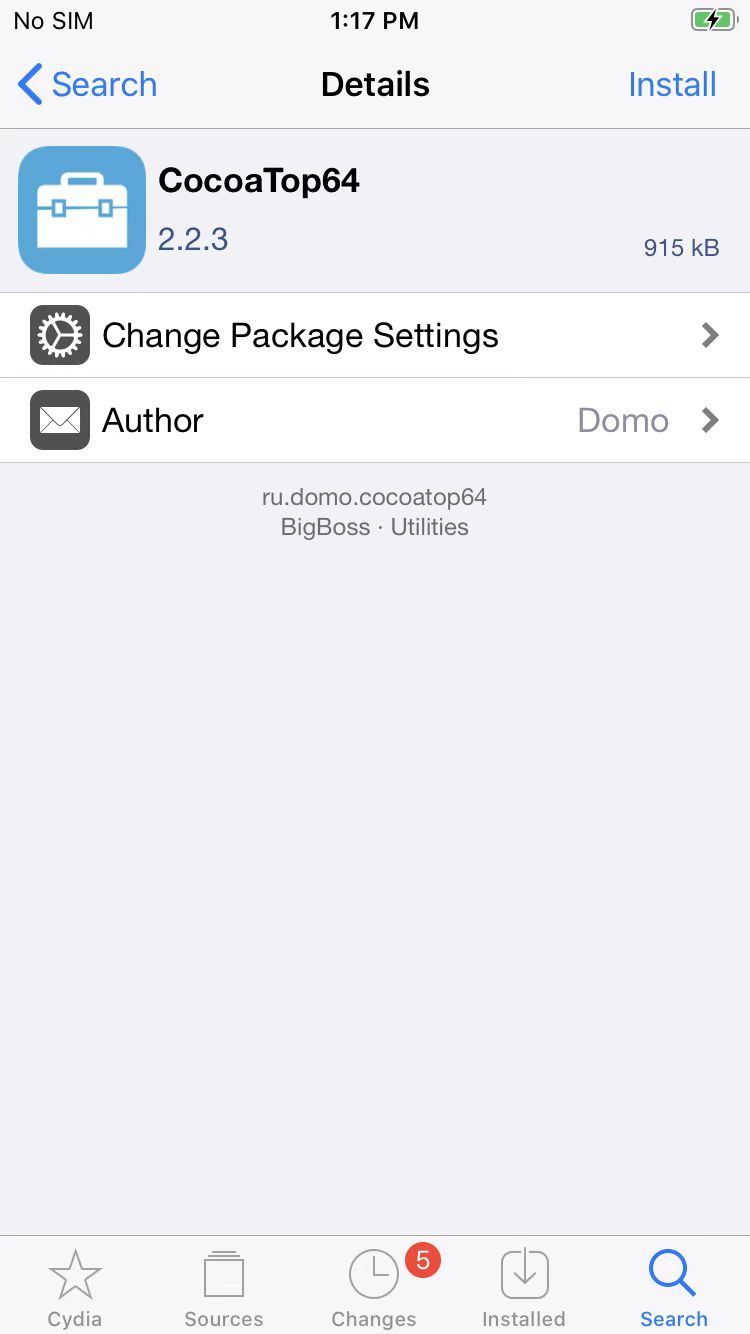 No SIM 1:17 PM
Search Details Install
CocoaTop64
2.2.3
915 kB
Change Package Settings
Author Domo
ru.domo.cocoatop64
BigBoss · Utilities
5
Cydia Sources Changes Installed Search